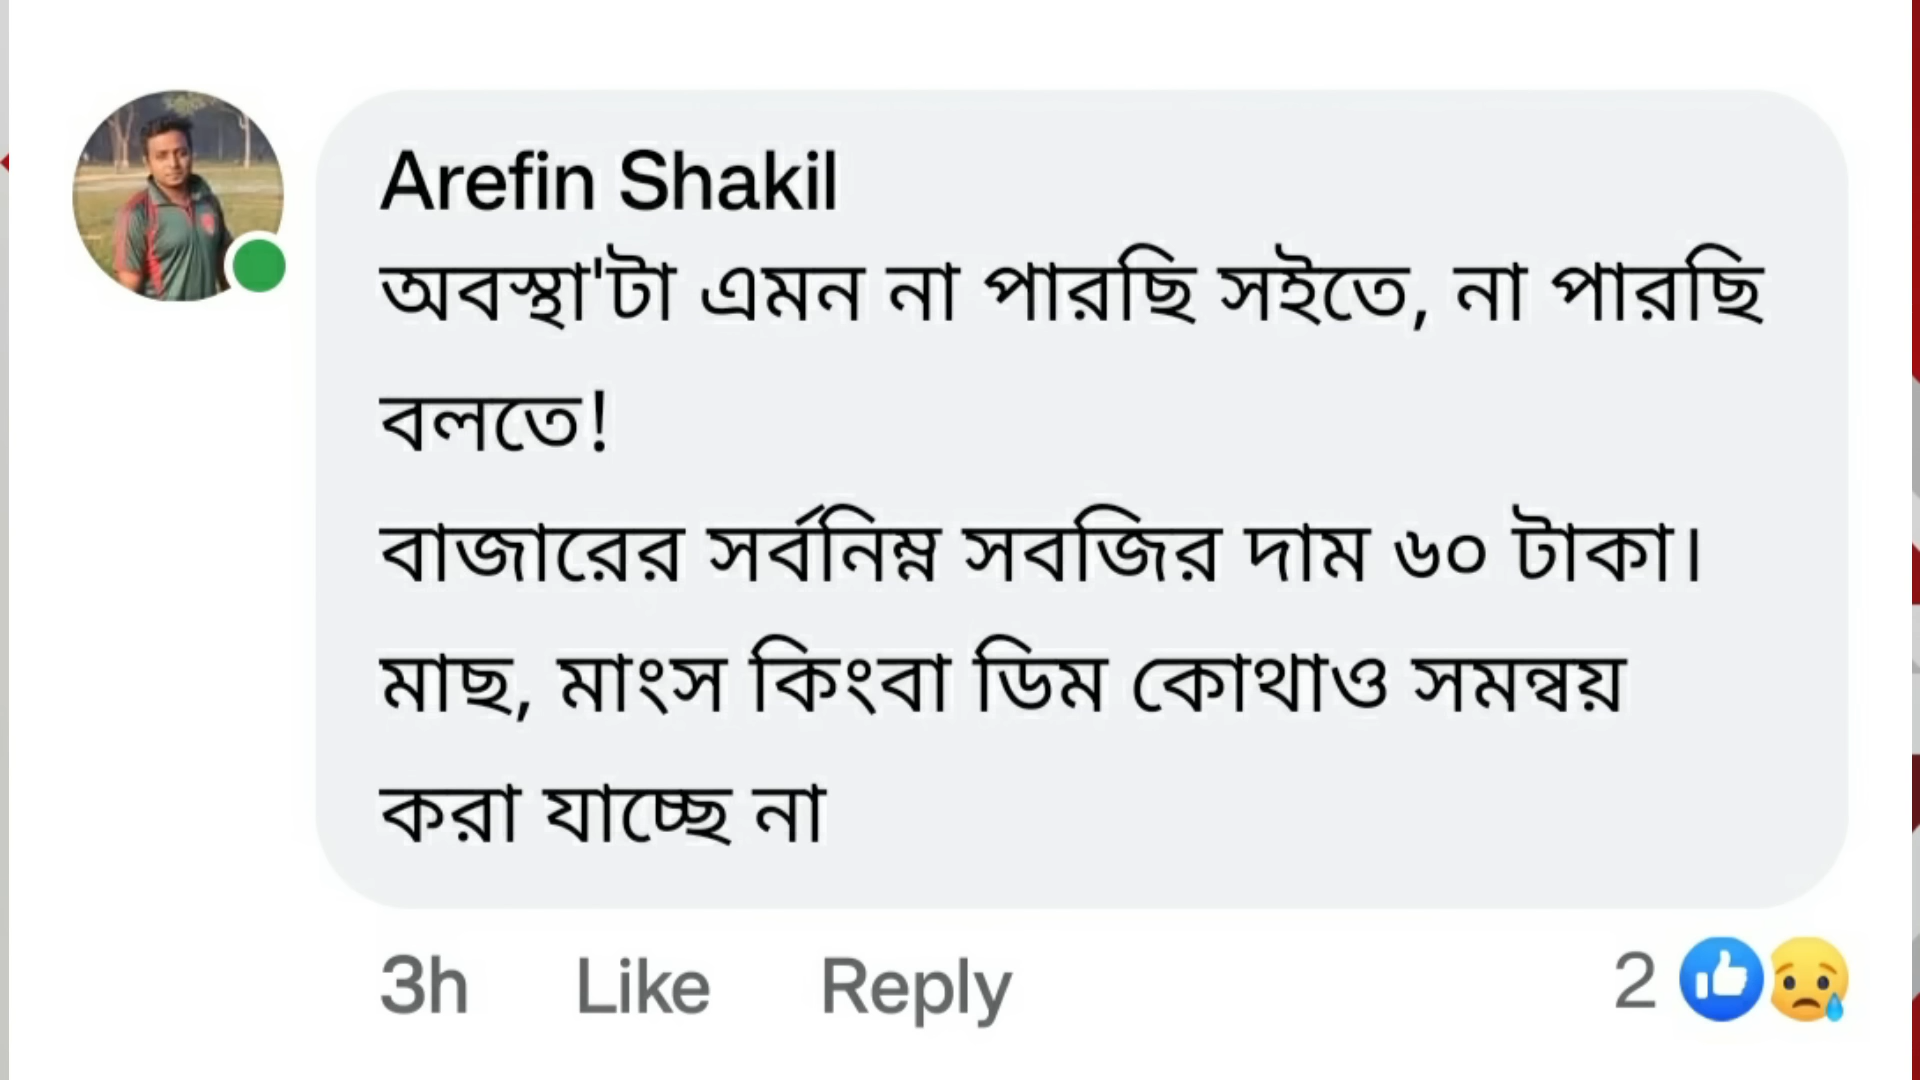 Arefin Shakil
অবস্থা'টা এমন না পারছি সইতে, না পারছি
বলতে!
বাজারের সর্বনিম্ন সবজির দাম ৬০ টাকা।
মাছ, মাংস কিংবা ডিম কোথাও সমন্বয়
করা যাচ্ছে না
3h Like Reply 2